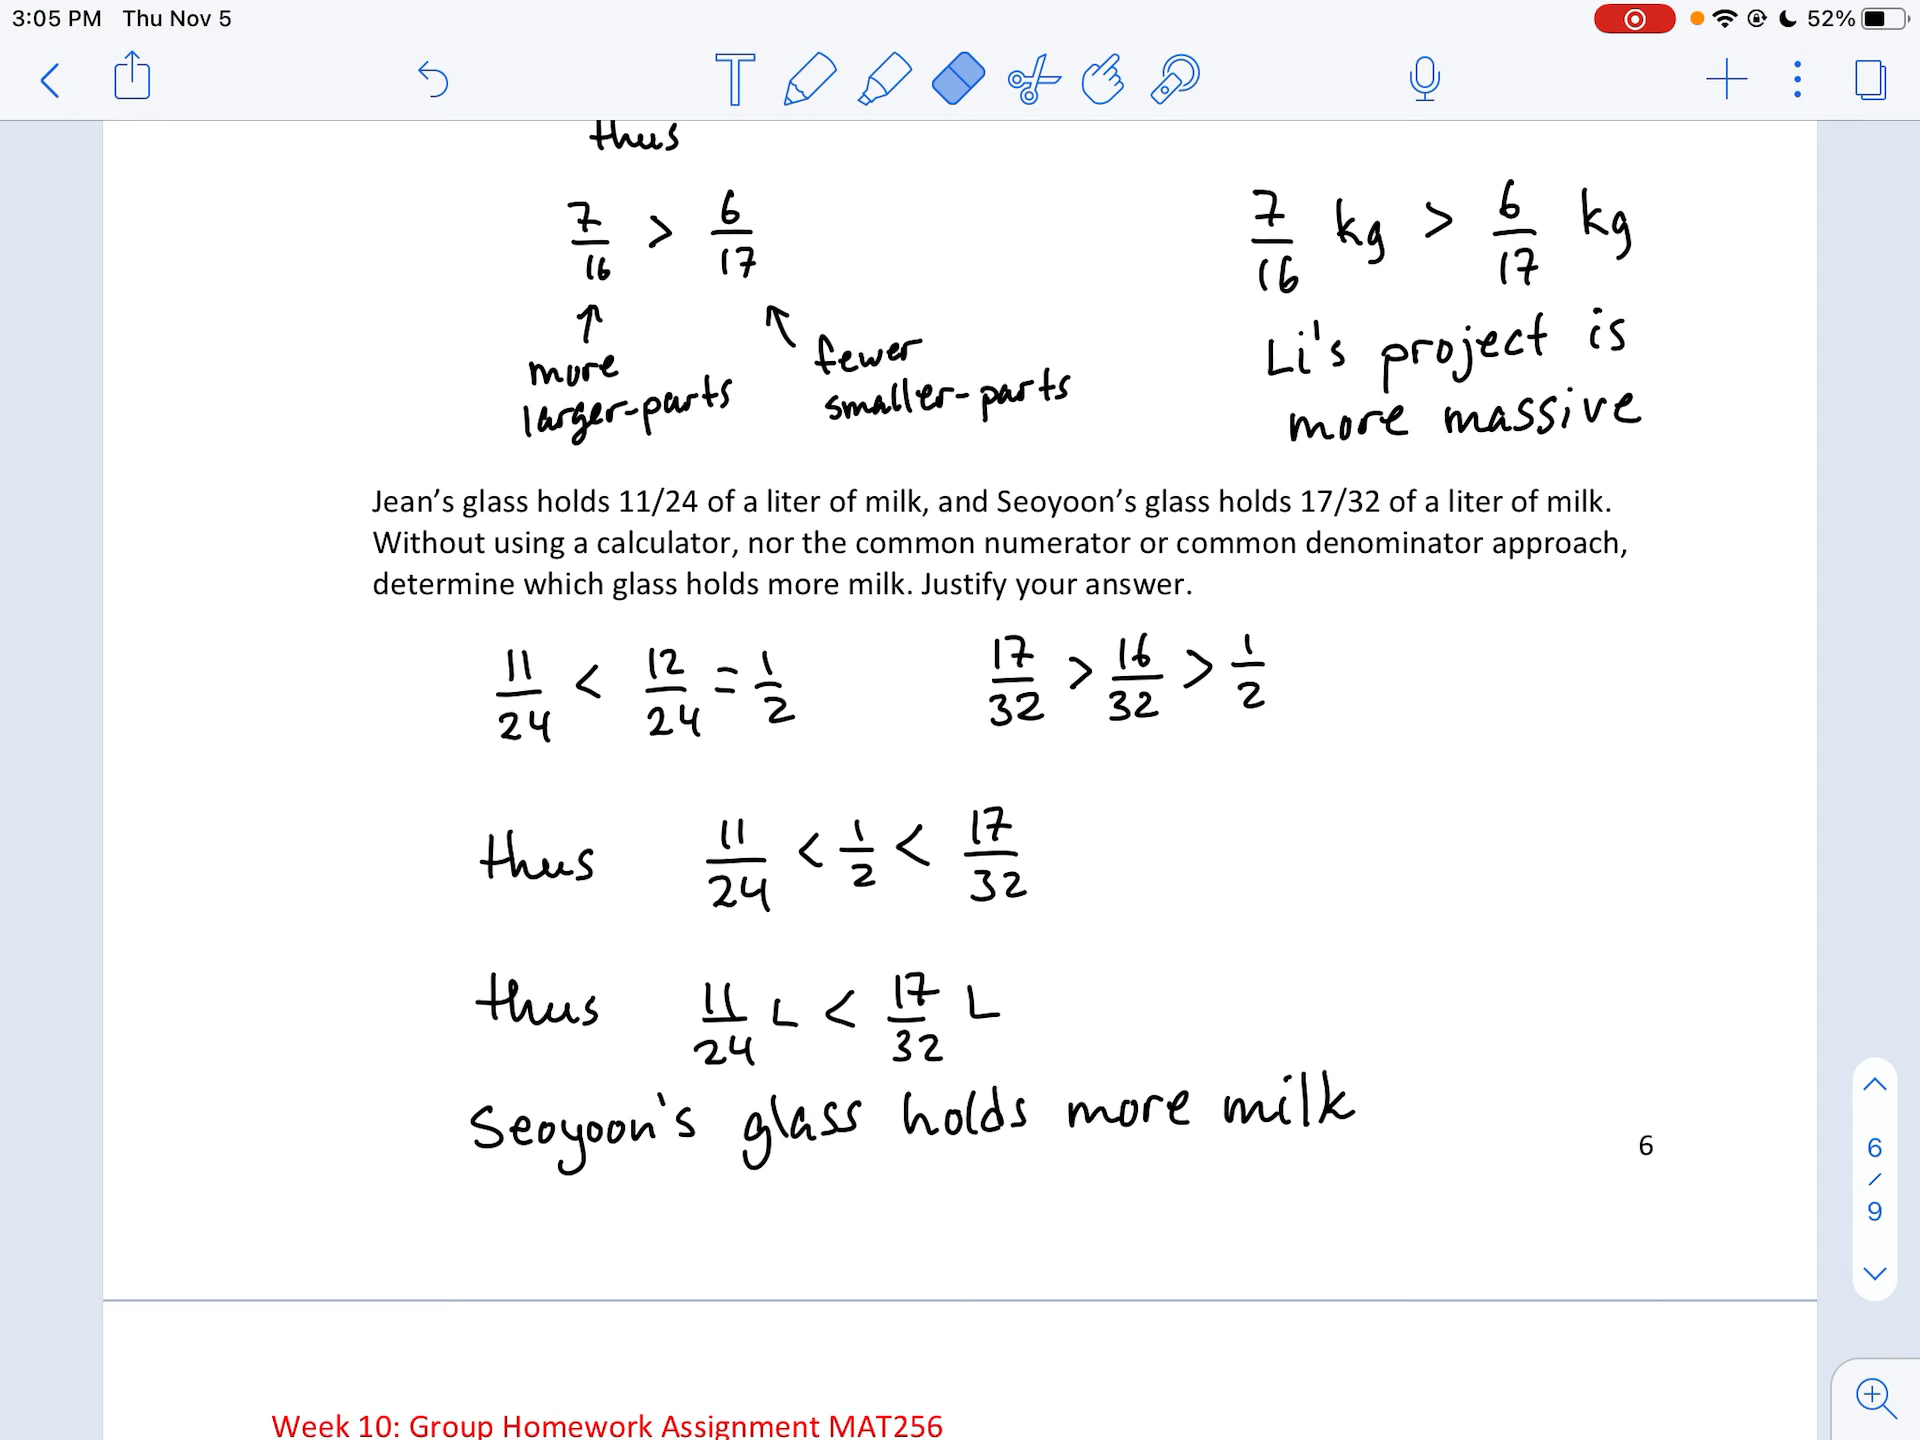 3:05 PM Thu Nov 5
52%
T
thus
7/16 > 6/17
7/16 kg > 6/17 kg
↑ more larger-parts
↖ fewer smaller-parts
Li's project is
more massive
Jean’s glass holds 11/24 of a liter of milk, and Seoyoon’s glass holds 17/32 of a liter of milk.
Without using a calculator, nor the common numerator or common denominator approach,
determine which glass holds more milk. Justify your answer.
11/24 < 12/24 = 1/2
17/32 > 16/32 > 1/2
thus 11/24 < 1/2 < 17/32
thus 11/24 L < 17/32 L
Seoyoon's glass holds more milk
6
6
/
9
Week 10: Group Homework Assignment MAT256